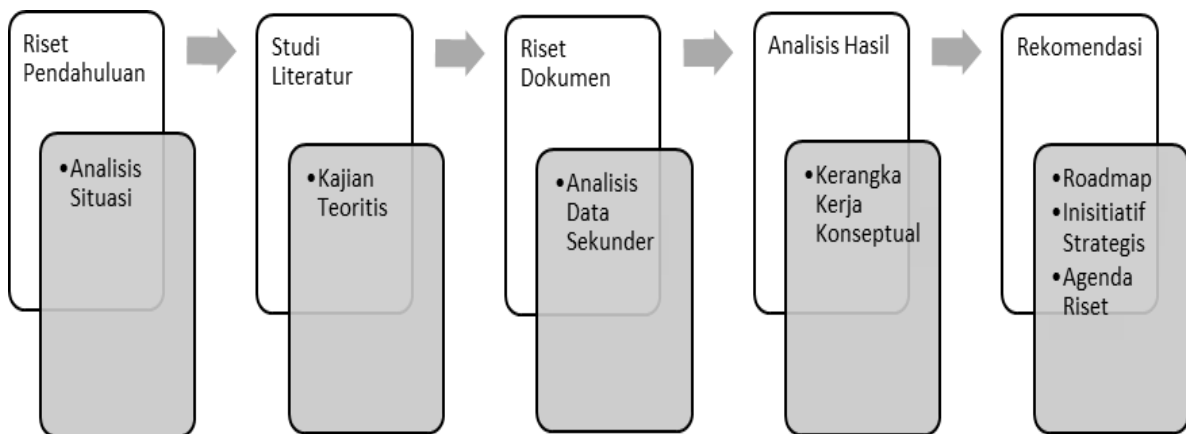 Riset
Pendahuluan
•Analisis
Situasi
Studi
Literatur
•Kajian
Teoritis
Riset
Dokumen
•Analisis
Data
Sekunder
Analisis Hasil
•Kerangka
Kerja
Konseptual
Rekomendasi
•Roadmap
•Inisitiatif
Strategis
•Agenda
Riset